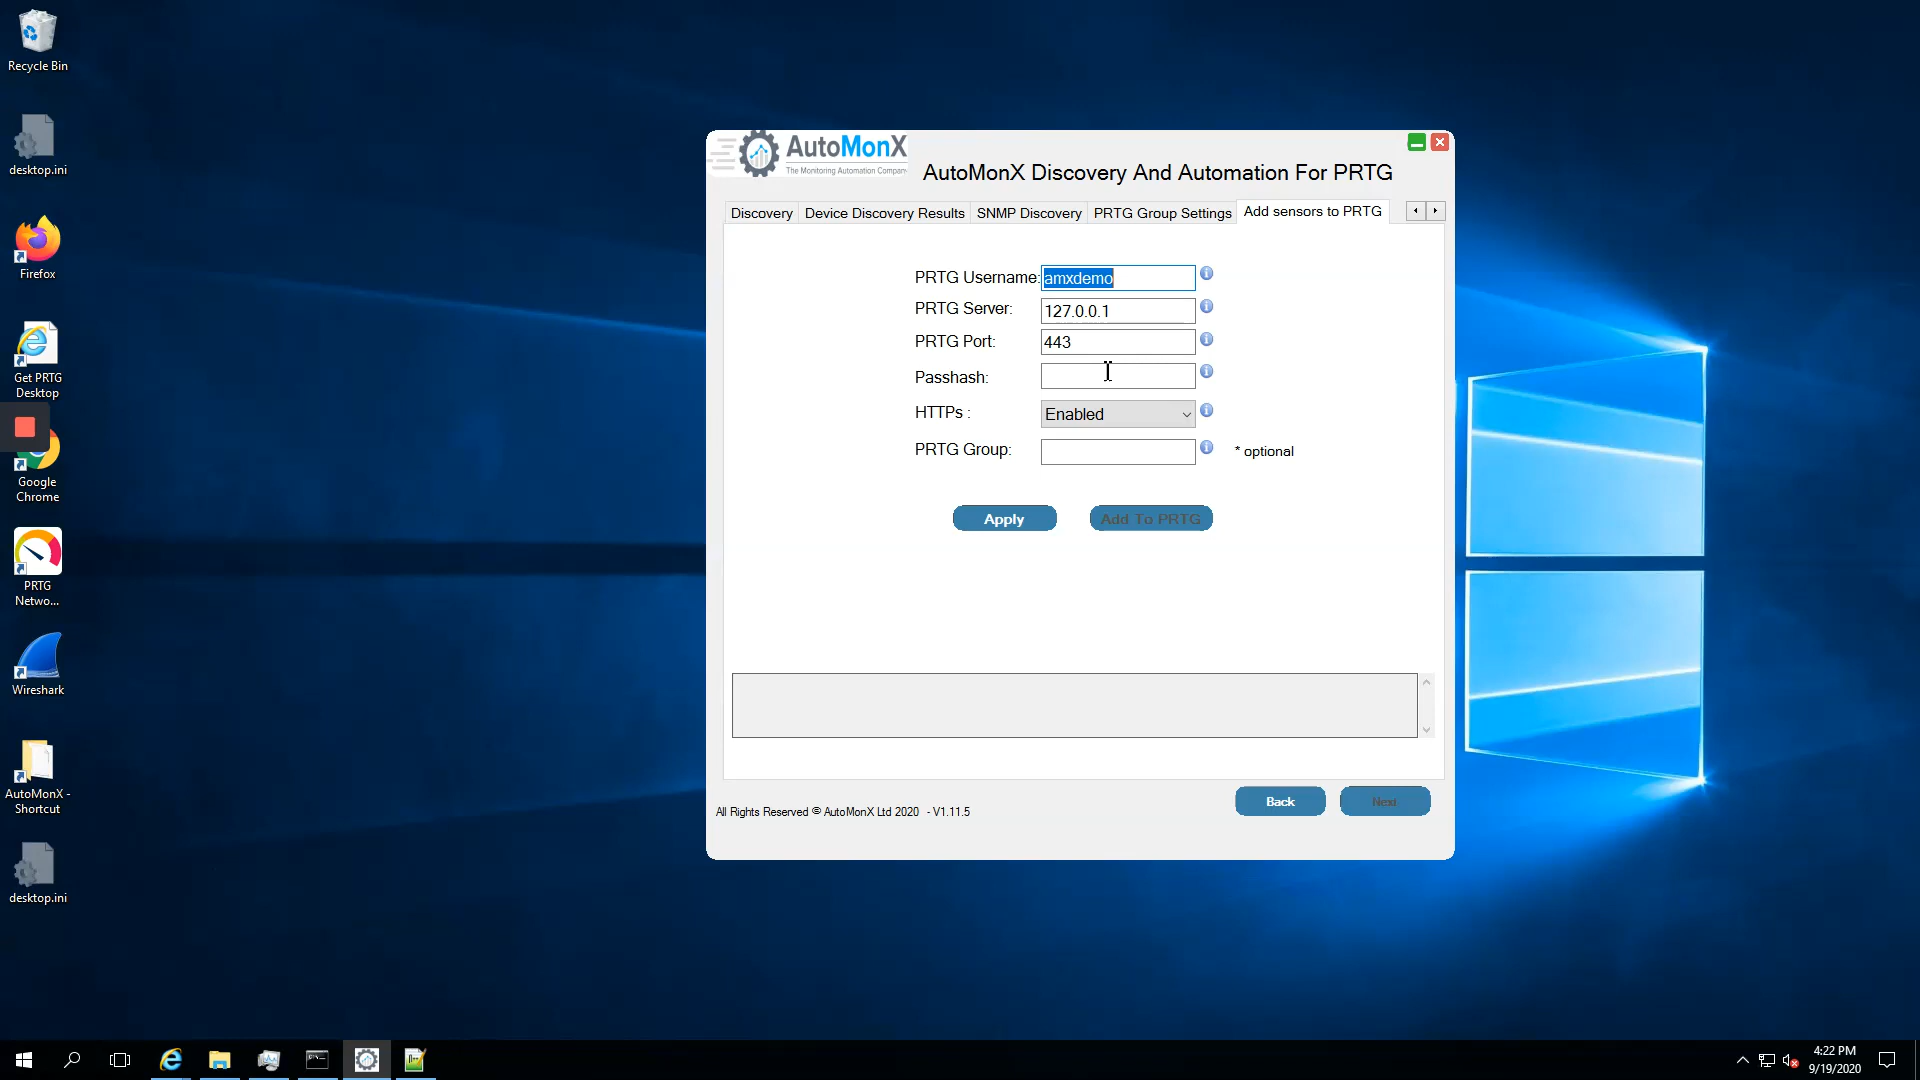 Recycle Bin
desktop.ini
Firefox
Get PRTG
Desktop
Google
Chrome
PRTG
Netwo...
Wireshark
AutoMonX -
Shortcut
desktop.ini
AutoMonX
The Monitoring Automation Company
AutoMonX Discovery And Automation For PRTG
Discovery Device Discovery Results SNMP Discovery PRTG Group Settings Add sensors to PRTG
PRTG Username: amxdemo
PRTG Server: 127.0.0.1
PRTG Port: 443
Passhash:
HTTPs : Enabled
PRTG Group: * optional
Apply Add To PRTG
Back Next
All Rights Reserved © AutoMonX Ltd 2020 - V1.11.5
4:22 PM
9/19/2020